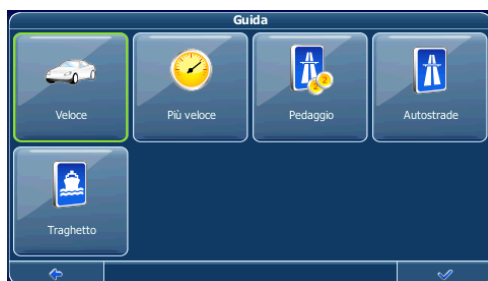 Guida
Veloce
Più veloce
Pedaggio
Autostrade
Traghetto